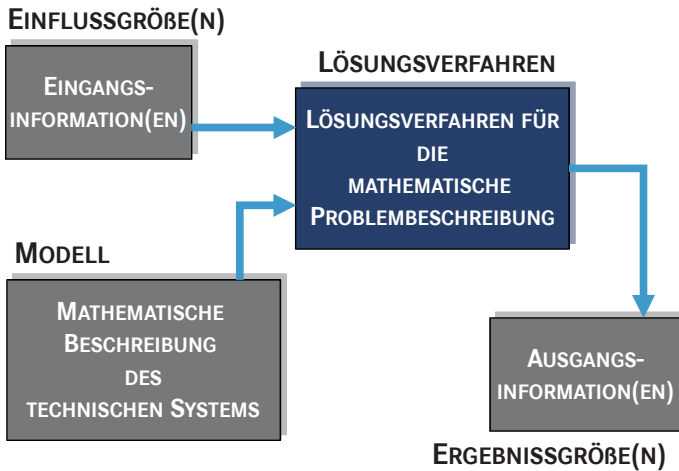 Einflussgröße(n)
Eingangs-
information(en)
Lösungsverfahren
Lösungsverfahren für
die
mathematische
Problembeschreibung
Modell
Mathematische
Beschreibung
des
technischen Systems
Ausgangs-
information(en)
Ergebnissgröße(n)